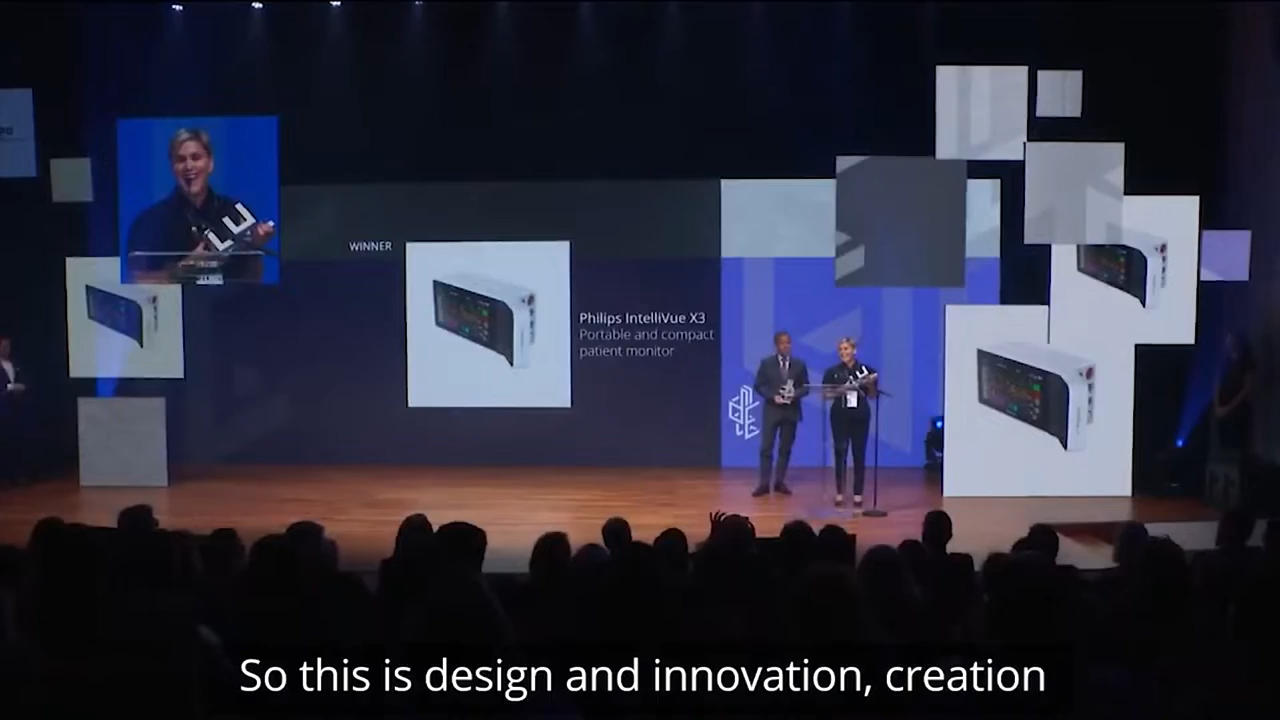 WINNER
Philips IntelliVue X3
Portable and compact
patient monitor
So this is design and innovation, creation